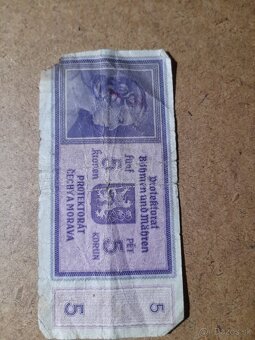 Protektorat
Böhmen und Mähren
fünf
Kronen
5
5
PĚT
KORUN
PROTEKTORÁT
ČECHY A MORAVA
5
5